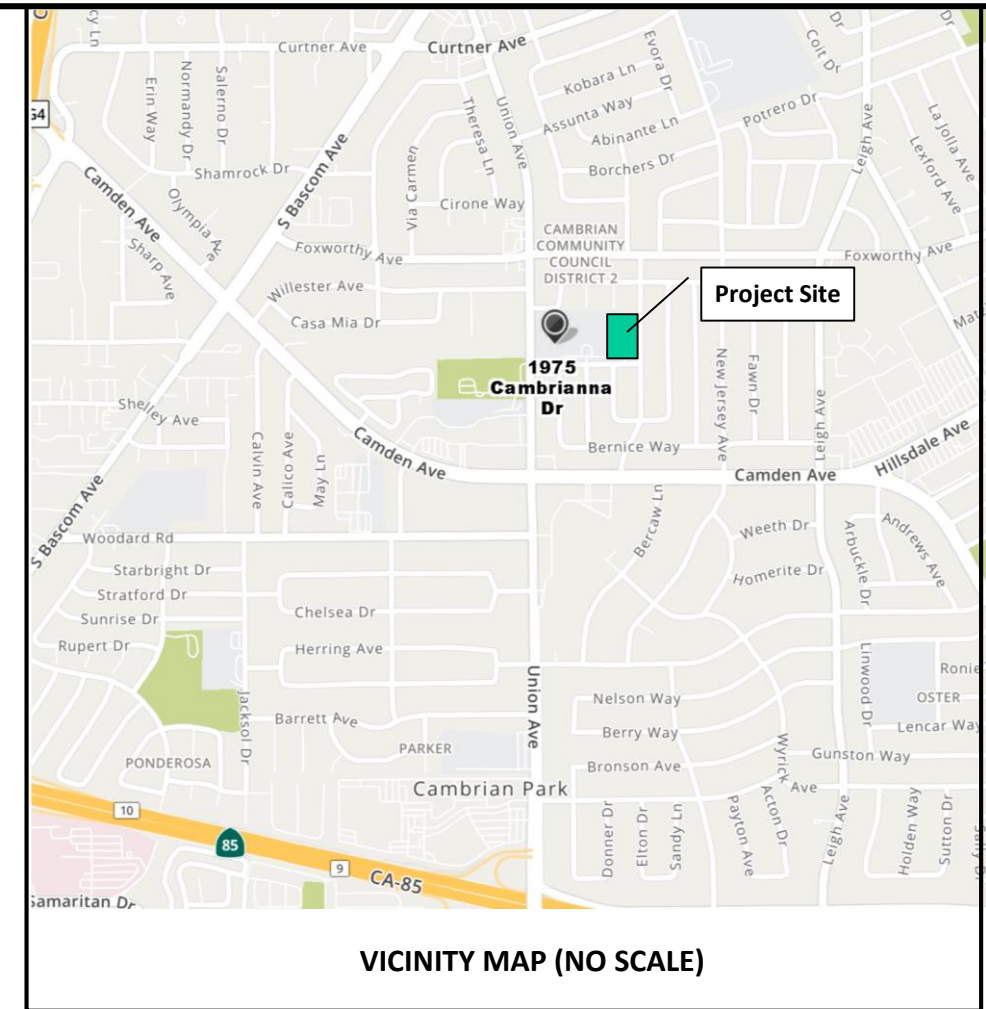 cy Ln
Curtner Ave
Curtner Ave
Erin Way
Normandy Dr
Salerno Dr
Evora Dr
Coit Dr
Dr
Dr
Kobara Ln
Theresa Ln
Union Ave
Assunta Way
Potrero Dr
Abinante Ln
Leigh Ave
La Jolla Ave
Lexford Ave
Shamrock Dr
S Bascom Ave
Via Carmen
Borchers Dr
Camden Ave
Olympia Ave
Cirone Way
Sharp Ave
CAMBRIAN
COMMUNITY
COUNCIL
DISTRICT 2
Foxworthy Ave
Foxworthy Ave
Willester Ave
Project Site
Casa Mia Dr
1975
Cambrianna
Dr
New Jersey Ave
Fawn Dr
Leigh Ave
Shelley Ave
Calvin Ave
Calico Ave
May Ln
Camden Ave
Bernice Way
Camden Ave
Hillsdale Ave
S Bascom Ave
Bercaw Ln
Woodard Rd
Weeth Dr
Arbuckle Dr
Andrews Ave
Starbright Dr
Stratford Dr
Homerite Dr
Sunrise Dr
Chelsea Dr
Rupert Dr
Herring Ave
Union Ave
Linwood Dr
Ronie
Jacksol Dr
Nelson Way
OSTER
Barrett Ave
Berry Way
Lencar Way
PARKER
Wyrick Ave
Gunston Way
PONDEROSA
Bronson Ave
Cambrian Park
10
Donner Dr
Elton Dr
Sandy Ln
Payton Ave
Acton Dr
Leigh Ave
Holden Way
Sutton Dr
Sally Dr
85
9
CA-85
Samaritan Dr
VICINITY MAP (NO SCALE)